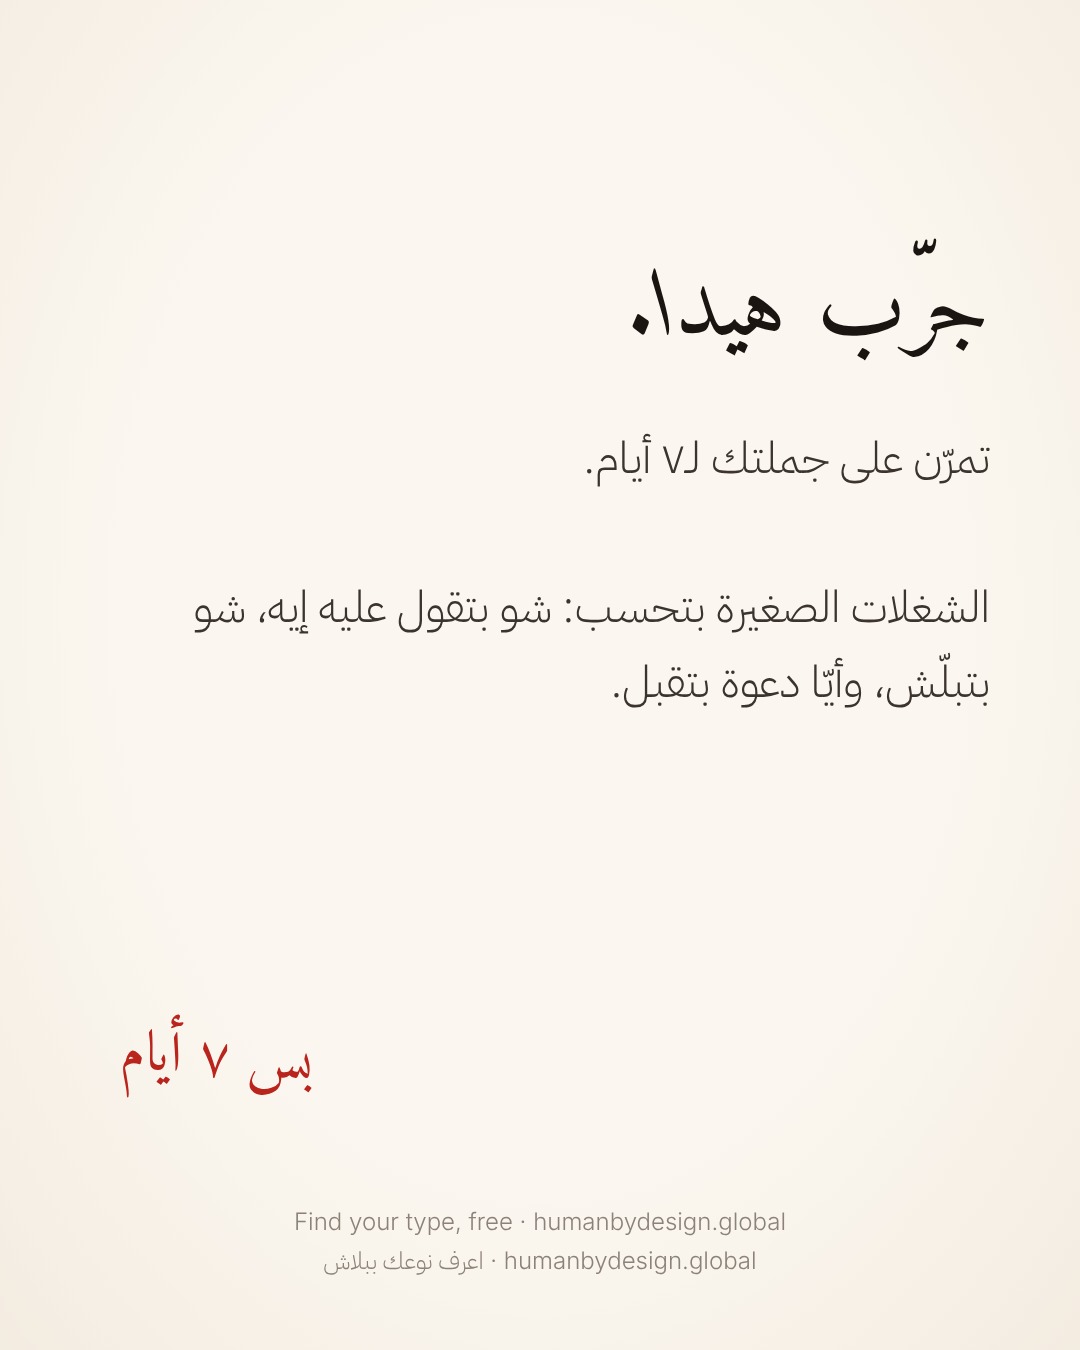 جرّب هيدا.
تمرّن على جملتك لـ٧ أيام.
الشغلات الصغيرة بتحسب: شو بتقول عليه إيه، شو
بتبلّش، وأيّا دعوة بتقبل.
بس ٧ أيام
Find your type, free · humanbydesign.global
اعرف نوعك ببلاش · humanbydesign.global